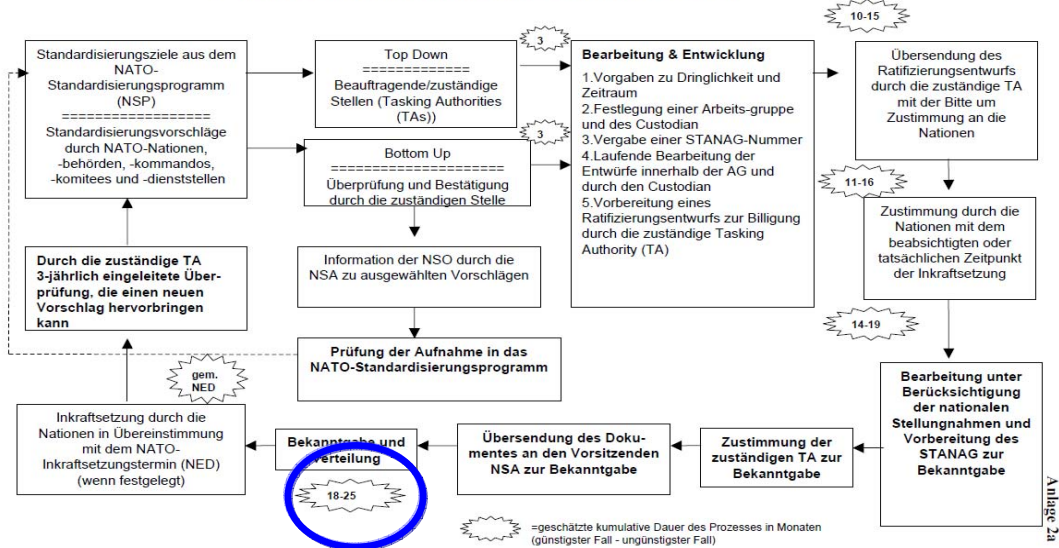 Standardisierungsziele aus dem
NATO-
Standardisierungsprogramm
(NSP)
==================
Standardisierungsvorschläge
durch NATO-Nationen,
-behörden, -kommandos,
-komitees und -dienststellen
Top Down
=============
Beauftragende/zuständige
Stellen (Tasking Authorities
(TAs))
3
Bottom Up
====================
Überprüfung und Bestätigung
durch die zuständigen Stelle
3
Bearbeitung & Entwicklung
1.Vorgaben zu Dringlichkeit und
Zeitraum
2.Festlegung einer Arbeits-gruppe
und des Custodian
3.Vergabe einer STANAG-Nummer
4.Laufende Bearbeitung der
Entwürfe innerhalb der AG und
durch den Custodian
5.Vorbereitung eines
Ratifizierungsentwurfs zur Billigung
durch die zuständige Tasking
Authority (TA)
10-15
Übersendung des
Ratifizierungsentwurfs
durch die zuständige TA
mit der Bitte um
Zustimmung an die
Nationen
11-16
Zustimmung durch die
Nationen mit dem
beabsichtigten oder
tatsächlichen Zeitpunkt
der Inkraftsetzung
14-19
Durch die zuständige TA
3-jährlich eingeleitete Über-
prüfung, die einen neuen
Vorschlag hervorbringen
kann
Information der NSO durch die
NSA zu ausgewählten Vorschlägen
Prüfung der Aufnahme in das
NATO-Standardisierungsprogramm
gem.
NED
Inkraftsetzung durch die
Nationen in Übereinstimmung
mit dem NATO-
Inkraftsetzungstermin (NED)
(wenn festgelegt)
Bekanntgabe und
Verteilung
18-25
Übersendung des Doku-
mentes an den Vorsitzenden
NSA zur Bekanntgabe
Zustimmung der
zuständigen TA zur
Bekanntgabe
Bearbeitung unter
Berücksichtigung
der nationalen
Stellungnahmen und
Vorbereitung des
STANAG zur
Bekanntgabe
=geschätzte kumulative Dauer des Prozesses in Monaten
(günstigster Fall - ungünstigster Fall)
Anlage 2a